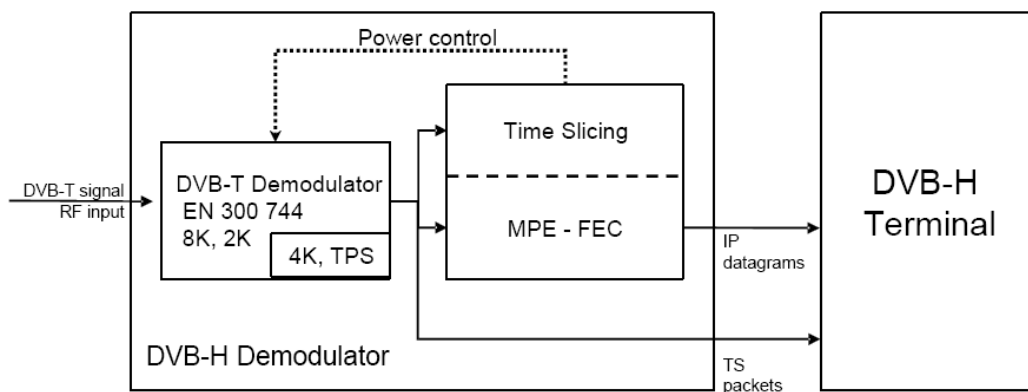 Power control
Time Slicing
DVB-T signal
RF input
DVB-T Demodulator
EN 300 744
8K, 2K
4K, TPS
MPE - FEC
IP
datagrams
DVB-H
Terminal
DVB-H Demodulator
TS
packets